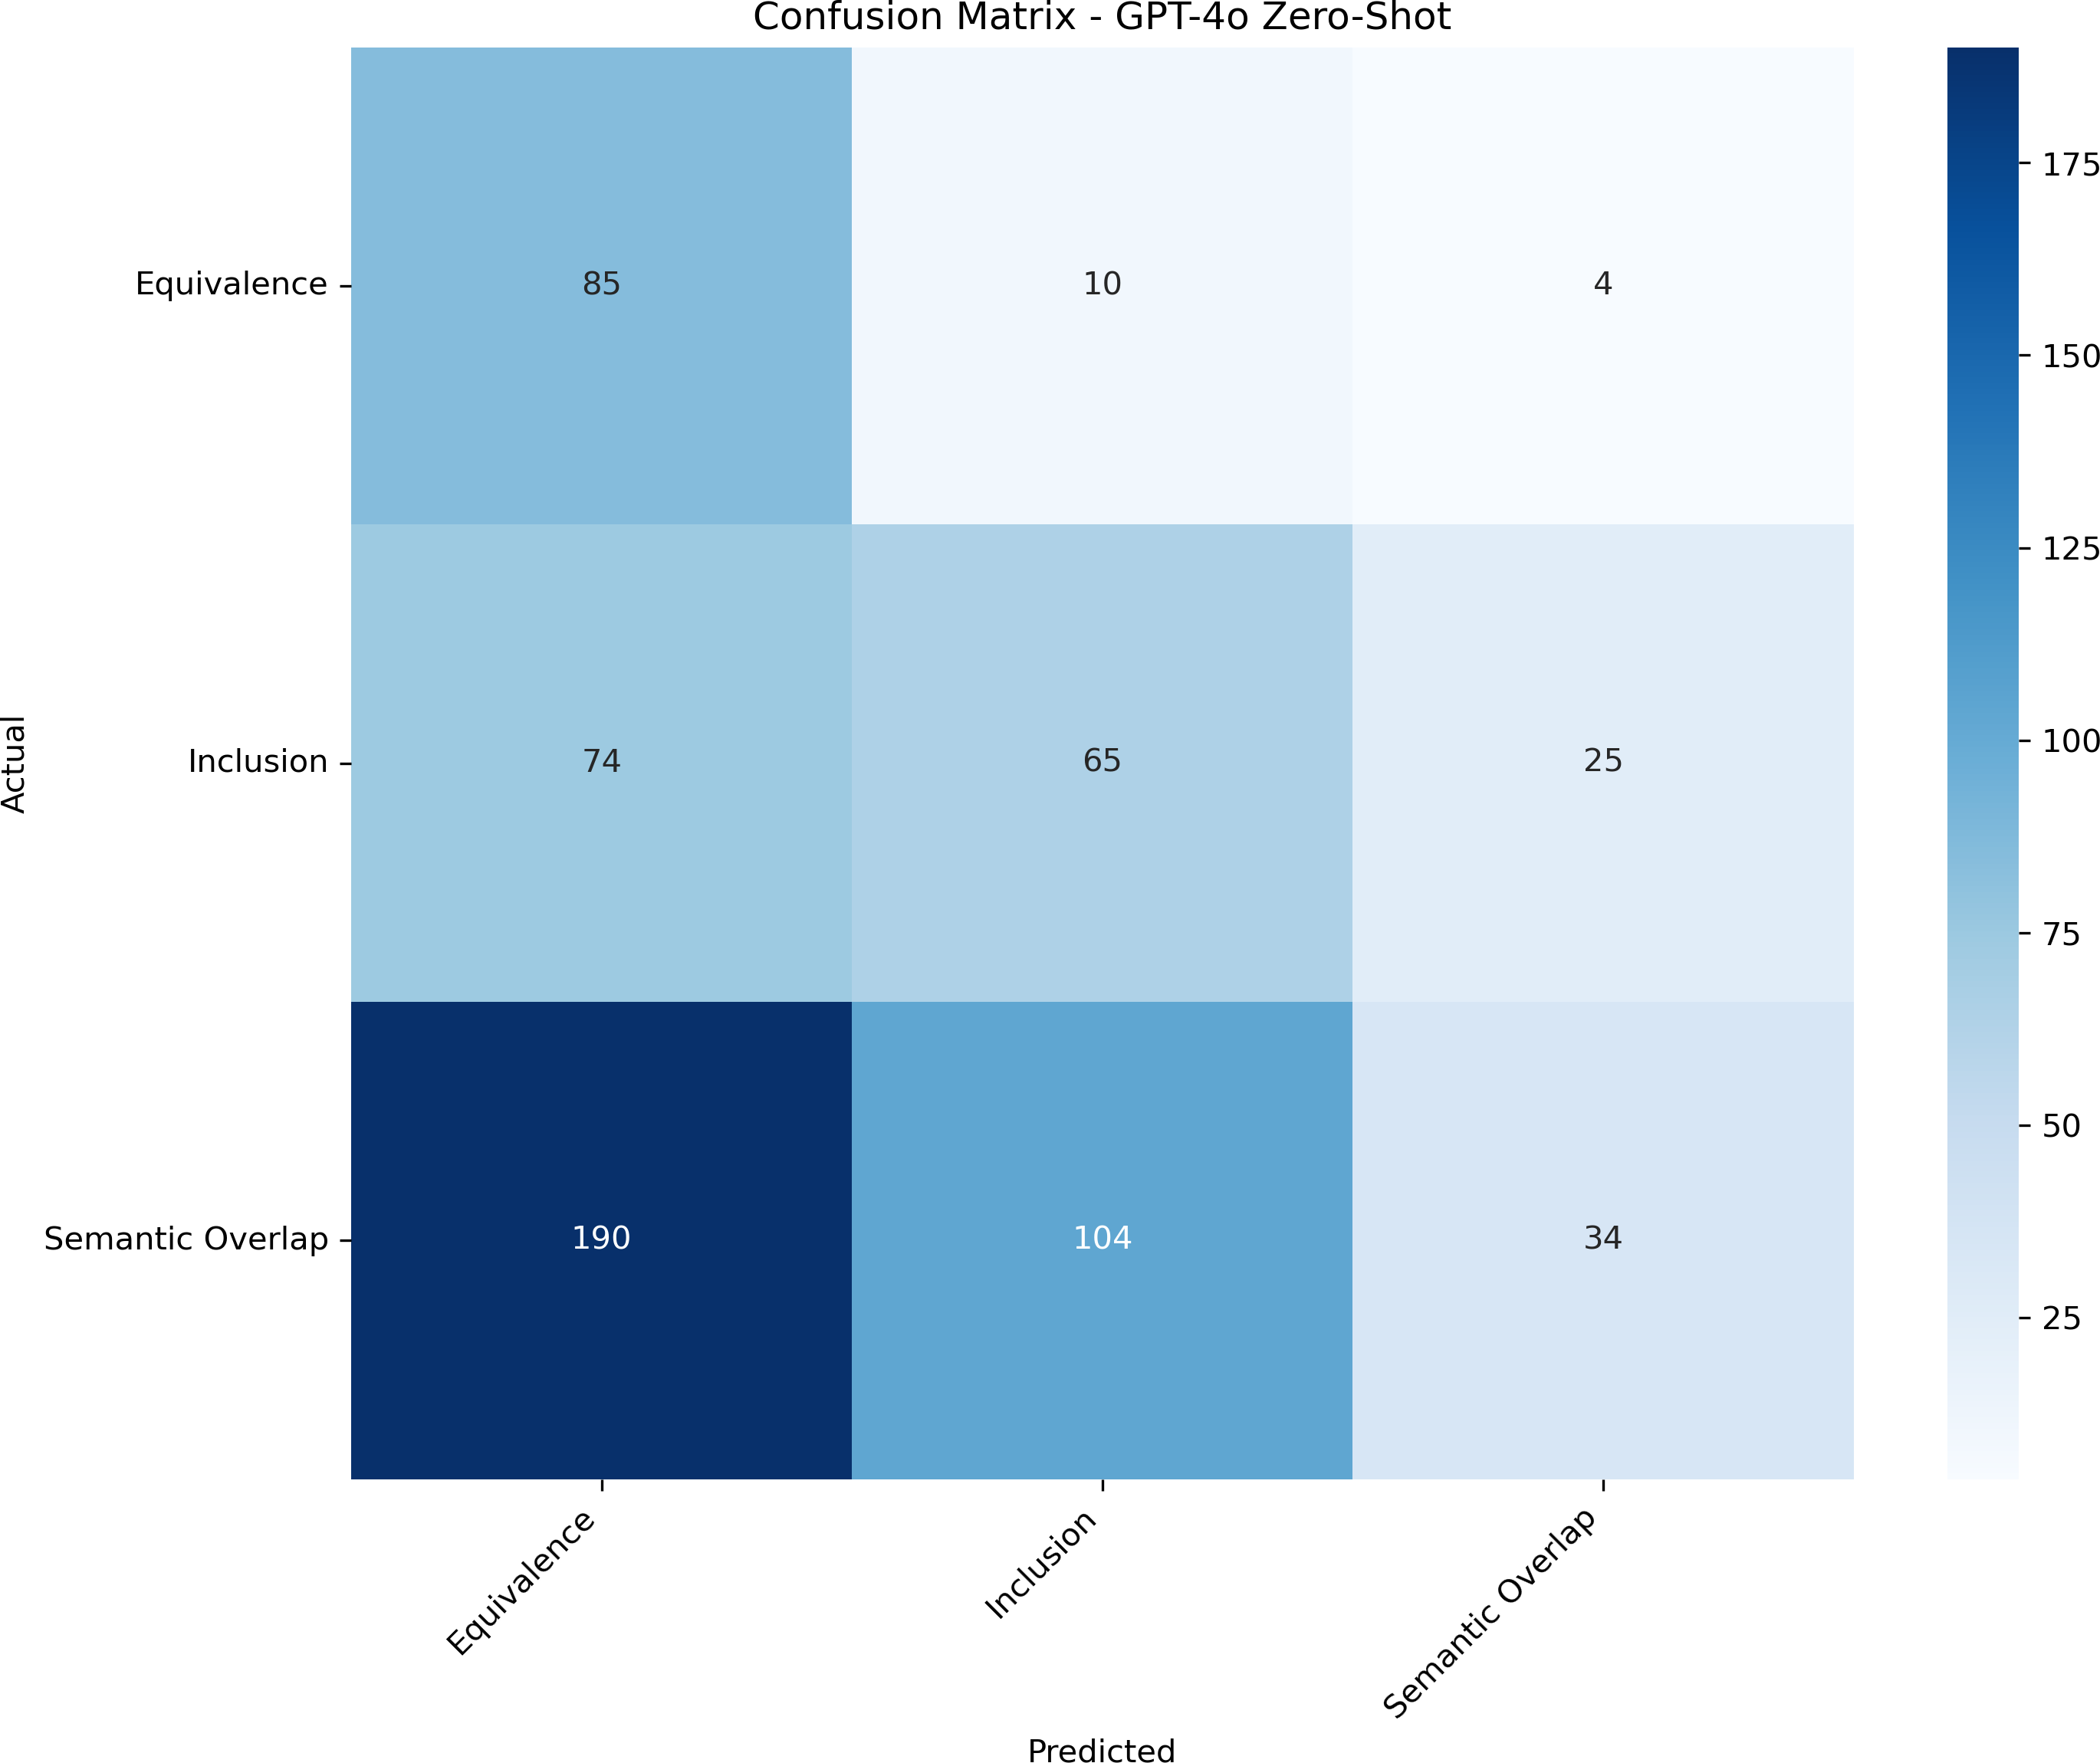 Confusion Matrix - GPT-4o Zero-Shot
Actual
Equivalence
85
10
4
Inclusion
74
65
25
Semantic Overlap
190
104
34
Equivalence
Inclusion
Semantic Overlap
Predicted
175
150
125
100
75
50
25